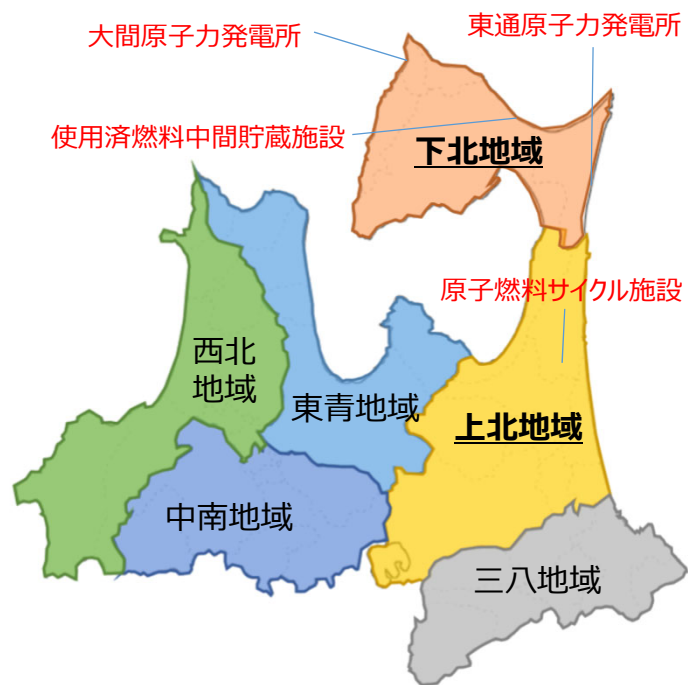 大間原子力発電所
東通原子力発電所
使用済燃料中間貯蔵施設
下北地域
原子燃料サイクル施設
西北
地域
東青地域
上北地域
中南地域
三八地域